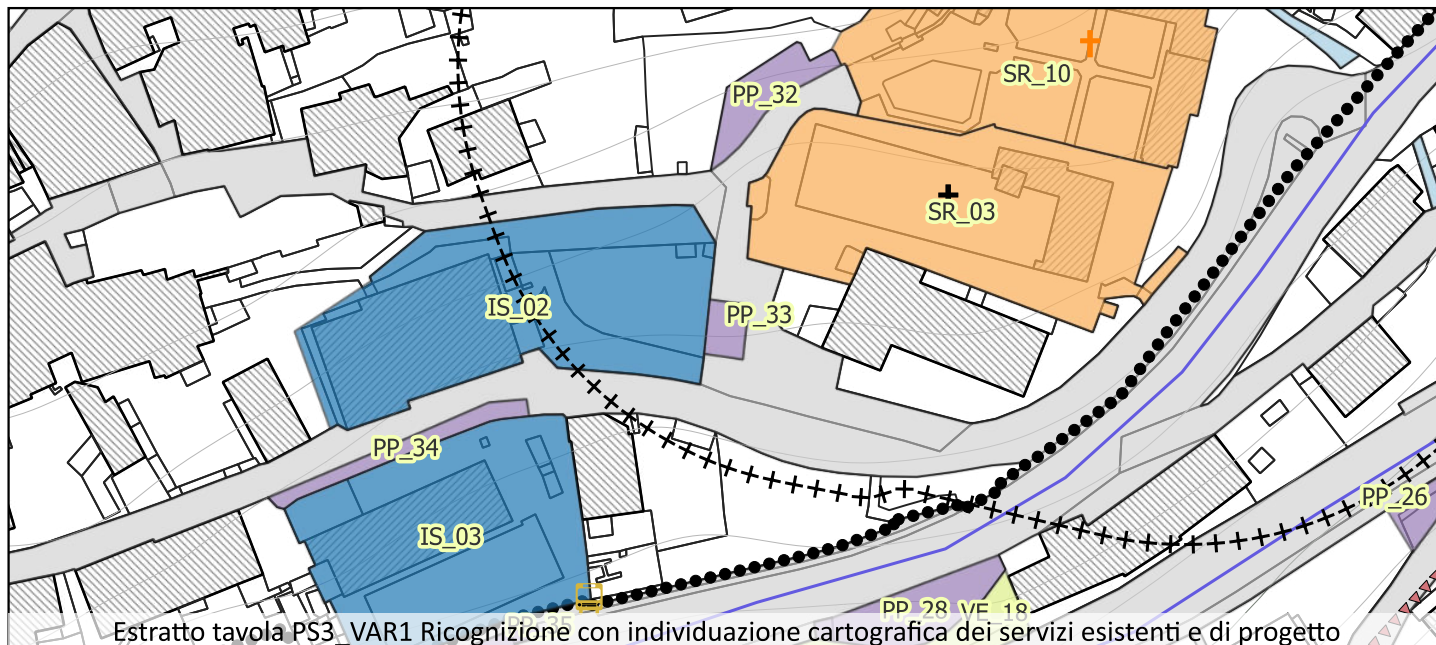 SR_10
PP_32
SR_03
IS_02
PP_33
PP_34
PP_26
IS_03
PP_28 VE_18
PP_35
Estratto tavola PS3_VAR1 Ricognizione con individuazione cartografica dei servizi esistenti e di progetto